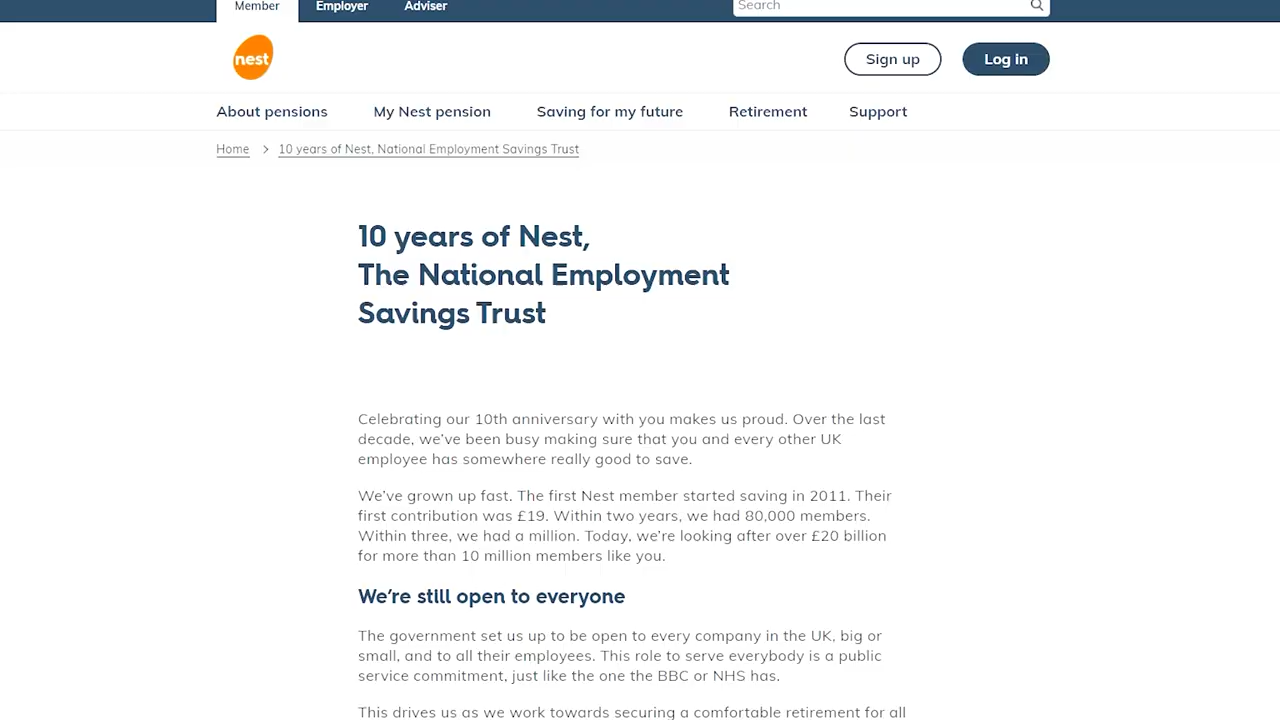 Member Employer Adviser Search
nest
Sign up Log in
About pensions My Nest pension Saving for my future Retirement Support
Home > 10 years of Nest, National Employment Savings Trust
10 years of Nest,
The National Employment
Savings Trust
Celebrating our 10th anniversary with you makes us proud. Over the last
decade, we've been busy making sure that you and every other UK
employee has somewhere really good to save.
We've grown up fast. The first Nest member started saving in 2011. Their
first contribution was £19. Within two years, we had 80,000 members.
Within three, we had a million. Today, we're looking after over £20 billion
for more than 10 million members like you.
We're still open to everyone
The government set us up to be open to every company in the UK, big or
small, and to all their employees. This role to serve everybody is a public
service commitment, just like the one the BBC or NHS has.
This drives us as we work towards securing a comfortable retirement for all